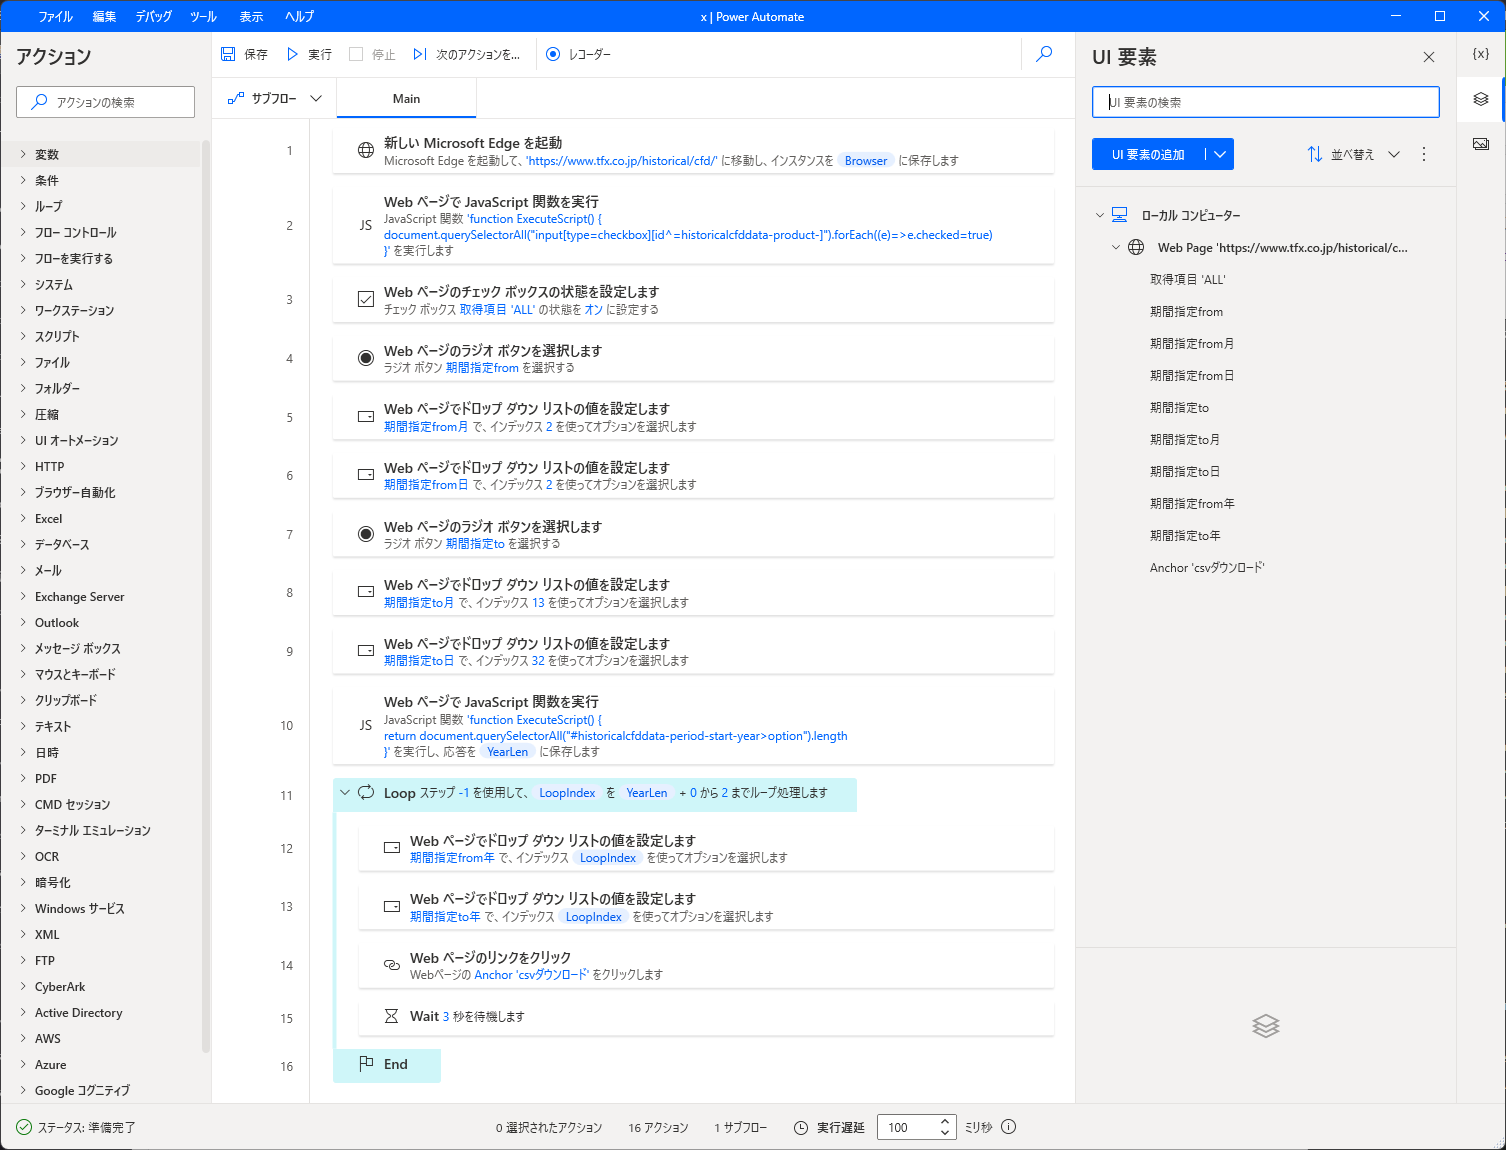 ファイル 編集 デバッグ ツール 表示 ヘルプ
x | Power Automate
アクション
アクションの検索
変数
条件
ループ
フロー コントロール
フローを実行する
システム
ワークステーション
スクリプト
ファイル
フォルダー
圧縮
UI オートメーション
HTTP
ブラウザー自動化
Excel
データベース
メール
Exchange Server
Outlook
メッセージ ボックス
マウスとキーボード
クリップボード
テキスト
日時
PDF
CMD セッション
ターミナル エミュレーション
OCR
暗号化
Windows サービス
XML
FTP
CyberArk
Active Directory
AWS
Azure
Google コグニティブ
保存 実行 停止 次のアクションを... レコーダー
サブフロー Main
1 新しい Microsoft Edge を起動
Microsoft Edge を起動して、'https://www.tfx.co.jp/historical/cfd/' に移動し、インスタンスを Browser に保存します
2 Web ページで JavaScript 関数を実行
JS JavaScript 関数 'function ExecuteScript() {
document.querySelectorAll("input[type=checkbox][id^=historicalcfddata-product-]").forEach((e)=>e.checked=true)
}' を実行します
3 Web ページのチェック ボックスの状態を設定します
チェック ボックス 取得項目 'ALL' の状態を オン に設定する
4 Web ページのラジオ ボタンを選択します
ラジオ ボタン 期間指定from を選択する
5 Web ページでドロップ ダウン リストの値を設定します
期間指定from月 で、インデックス 2 を使ってオプションを選択します
6 Web ページでドロップ ダウン リストの値を設定します
期間指定from日 で、インデックス 2 を使ってオプションを選択します
7 Web ページのラジオ ボタンを選択します
ラジオ ボタン 期間指定to を選択する
8 Web ページでドロップ ダウン リストの値を設定します
期間指定to月 で、インデックス 13 を使ってオプションを選択します
9 Web ページでドロップ ダウン リストの値を設定します
期間指定to日 で、インデックス 32 を使ってオプションを選択します
10 Web ページで JavaScript 関数を実行
JS JavaScript 関数 'function ExecuteScript() {
return document.querySelectorAll("#historicalcfddata-period-start-year>option").length
}' を実行し、応答を YearLen に保存します
11 Loop ステップ -1 を使用して、 LoopIndex を YearLen + 0 から 2 までループ処理します
12 Web ページでドロップ ダウン リストの値を設定します
期間指定from年 で、インデックス LoopIndex を使ってオプションを選択します
13 Web ページでドロップ ダウン リストの値を設定します
期間指定to年 で、インデックス LoopIndex を使ってオプションを選択します
14 Web ページのリンクをクリック
Webページの Anchor 'csvダウンロード' をクリックします
15 Wait 3 秒を待機します
16 End
UI 要素
UI 要素の検索
UI 要素の追加 並べ替え
ローカル コンピューター
Web Page 'https://www.tfx.co.jp/historical/c...
取得項目 'ALL'
期間指定from
期間指定from月
期間指定from日
期間指定to
期間指定to月
期間指定to日
期間指定from年
期間指定to年
Anchor 'csvダウンロード'
{x}
ステータス: 準備完了 0 選択されたアクション 16 アクション 1 サブフロー 実行遅延 100 ミリ秒